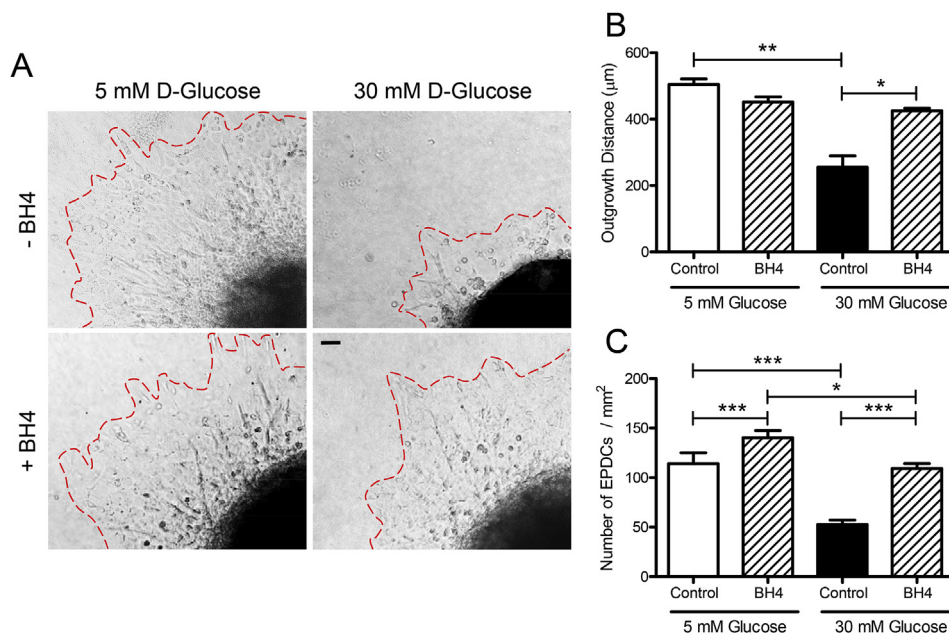 A
5 mM D-Glucose
30 mM D-Glucose
- BH4
+ BH4
B
Outgrowth Distance (µm)
600
400
200
0
**
*
Control
BH4
Control
BH4
5 mM Glucose
30 mM Glucose
C
Number of EPDCs / mm²
200
150
100
50
0
***
*
***
***
Control
BH4
Control
BH4
5 mM Glucose
30 mM Glucose